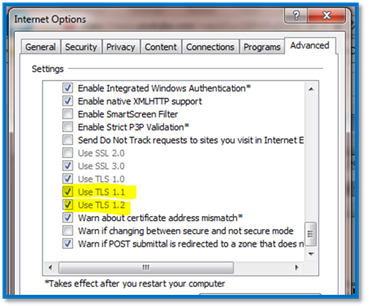 Internet Options
General Security Privacy Content Connections Programs Advanced
Settings
Enable Integrated Windows Authentication*
Enable native XMLHTTP support
Enable SmartScreen Filter
Enable Strict P3P Validation*
Send Do Not Track requests to sites you visit in Internet E
Use SSL 2.0
Use SSL 3.0
Use TLS 1.0
Use TLS 1.1
Use TLS 1.2
Warn about certificate address mismatch*
Warn if changing between secure and not secure mode
Warn if POST submittal is redirected to a zone that does n
*Takes effect after you restart your computer